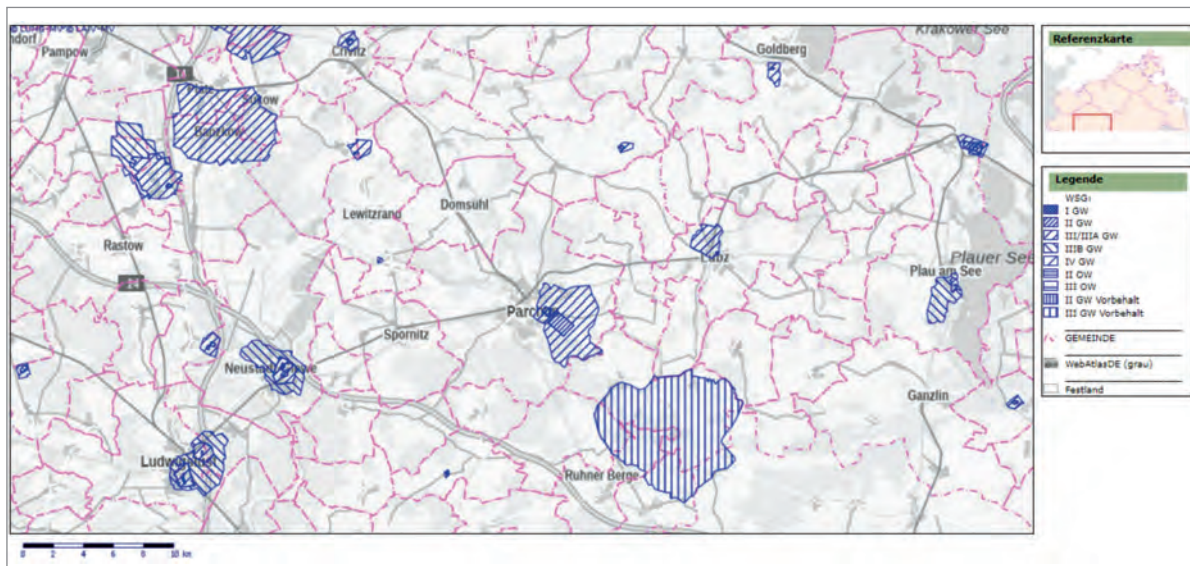 Pampow
Crivitz
Goldberg
Krakower See
14
Plate
Sukow
Banzkow
Lewitzrand
Domsuhl
Rastow
Lübz
Plauer See
Plau am See
24
Parchim
Spornitz
Neustadt-Glewe
Ganzlin
Ludwigslust
Ruhner Berge
0 2 4 6 8 10 km
Referenzkarte
Legende
WSG:
I GW
II GW
III/IIIA GW
IIIB GW
IV GW
II OW
III OW
II GW Vorbehalt
III GW Vorbehalt
GEMEINDE
WebAtlasDE (grau)
Festland